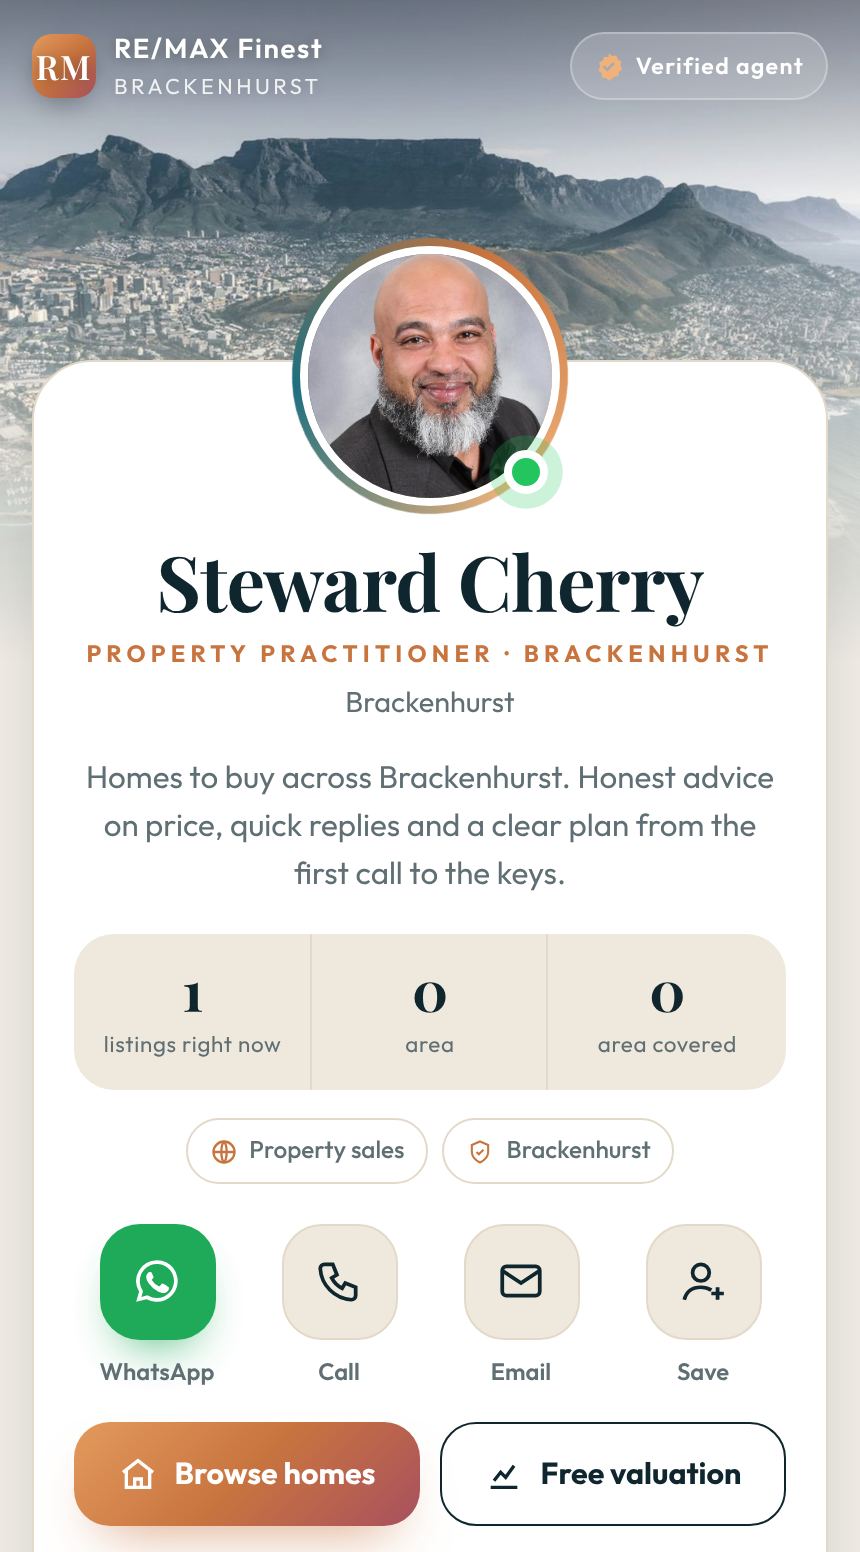 RM
RE/MAX Finest
BRACKENHURST
Verified agent
Steward Cherry
PROPERTY PRACTITIONER · BRACKENHURST
Brackenhurst
Homes to buy across Brackenhurst. Honest advice
on price, quick replies and a clear plan from the
first call to the keys.
1
listings right now
0
area
0
area covered
Property sales
Brackenhurst
WhatsApp
Call
Email
Save
Browse homes
Free valuation